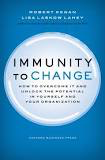 ROBERT KEGAN
LISA LASKOW LAHEY
IMMUNITY
TO CHANGE
HOW TO OVERCOME IT AND
UNLOCK THE POTENTIAL
IN YOURSELF AND
YOUR ORGANIZATION
HARVARD BUSINESS PRESS